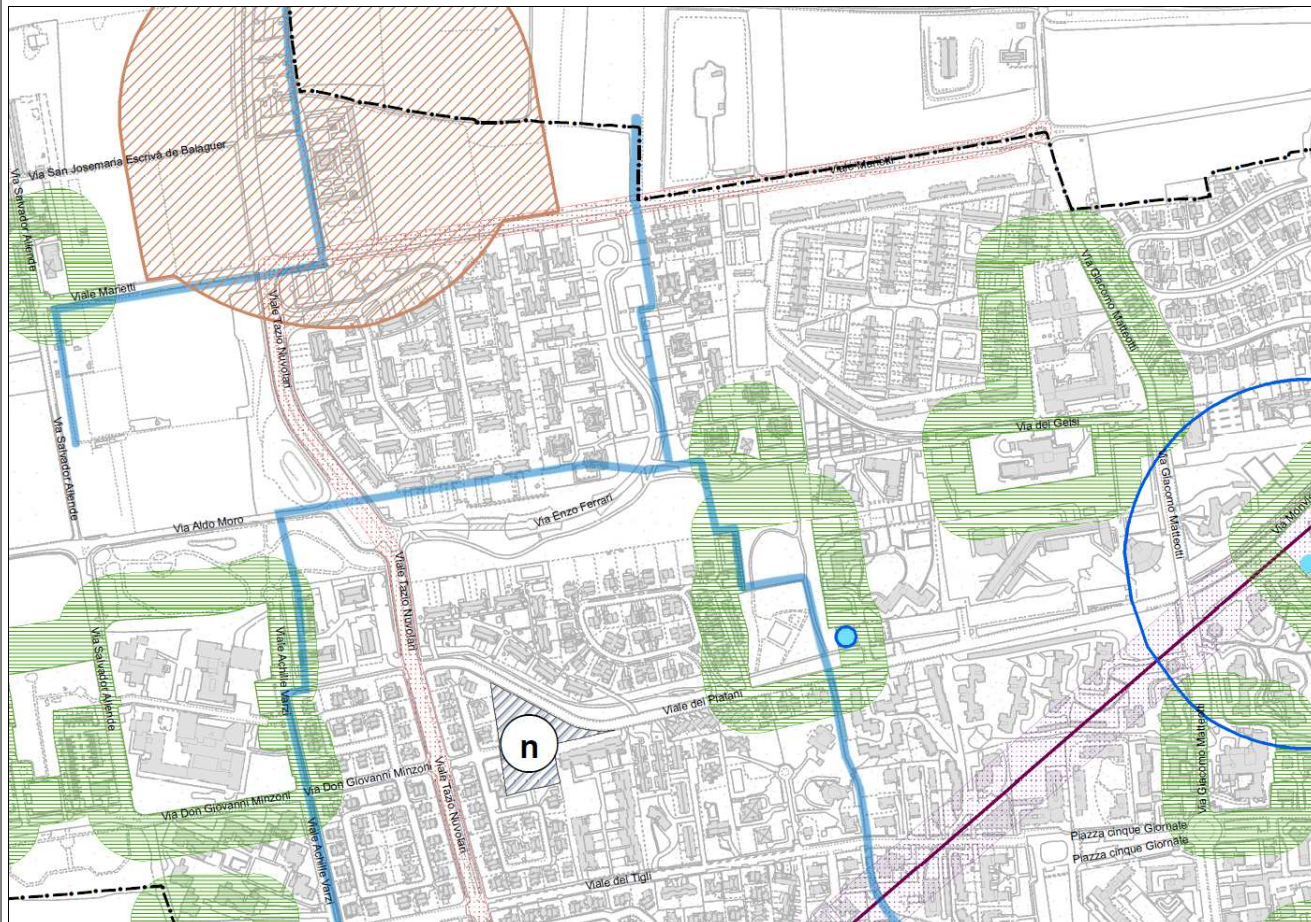 Via San Josemaria Escrivà de Balaguer
Viale Marietti
Via Salvador Allende
Viale Marietti
Viale Tazio Nuvolari
Via Giacomo Matteotti
Via dei Gelsi
Via Salvador Allende
Via Giacomo Matteotti
Via Aldo Moro
Via Enzo Ferrari
Viale Tazio Nuvolari
Viale Achille Varzi
Via Salvador Allende
Viale dei Platani
n
Via Giacomo Matteotti
Via Don Giovanni Minzoni
Via Don Giovanni Minzoni
Viale Tazio Nuvolari
Viale Achille Varzi
Piazza cinque Giornate
Piazza cinque Giornate
Viale dei Tigli